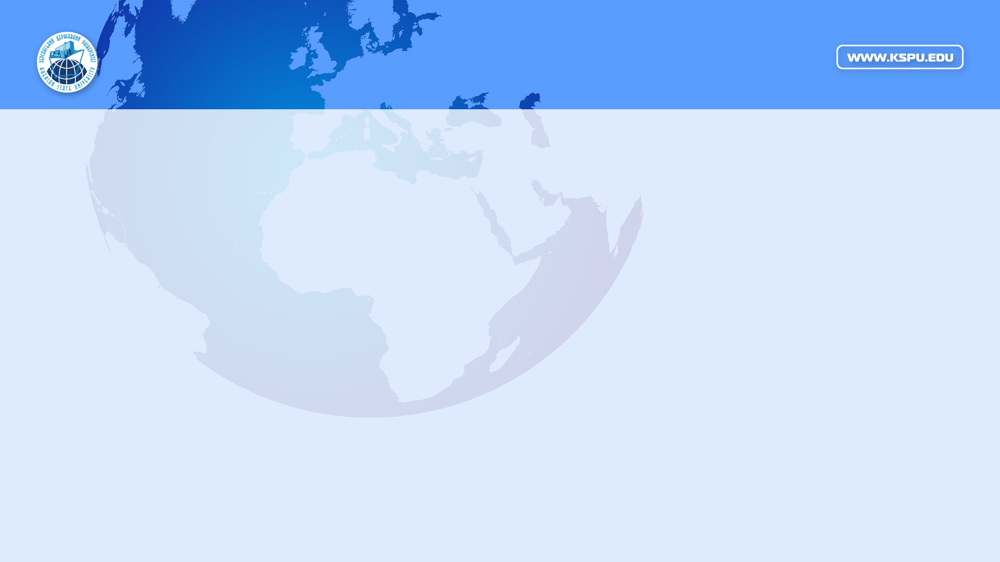 ХЕРСОНСЬКИЙ ДЕРЖАВНИЙ УНІВЕРСИТЕТ
KHERSON STATE UNIVERSITY
WWW.KSPU.EDU